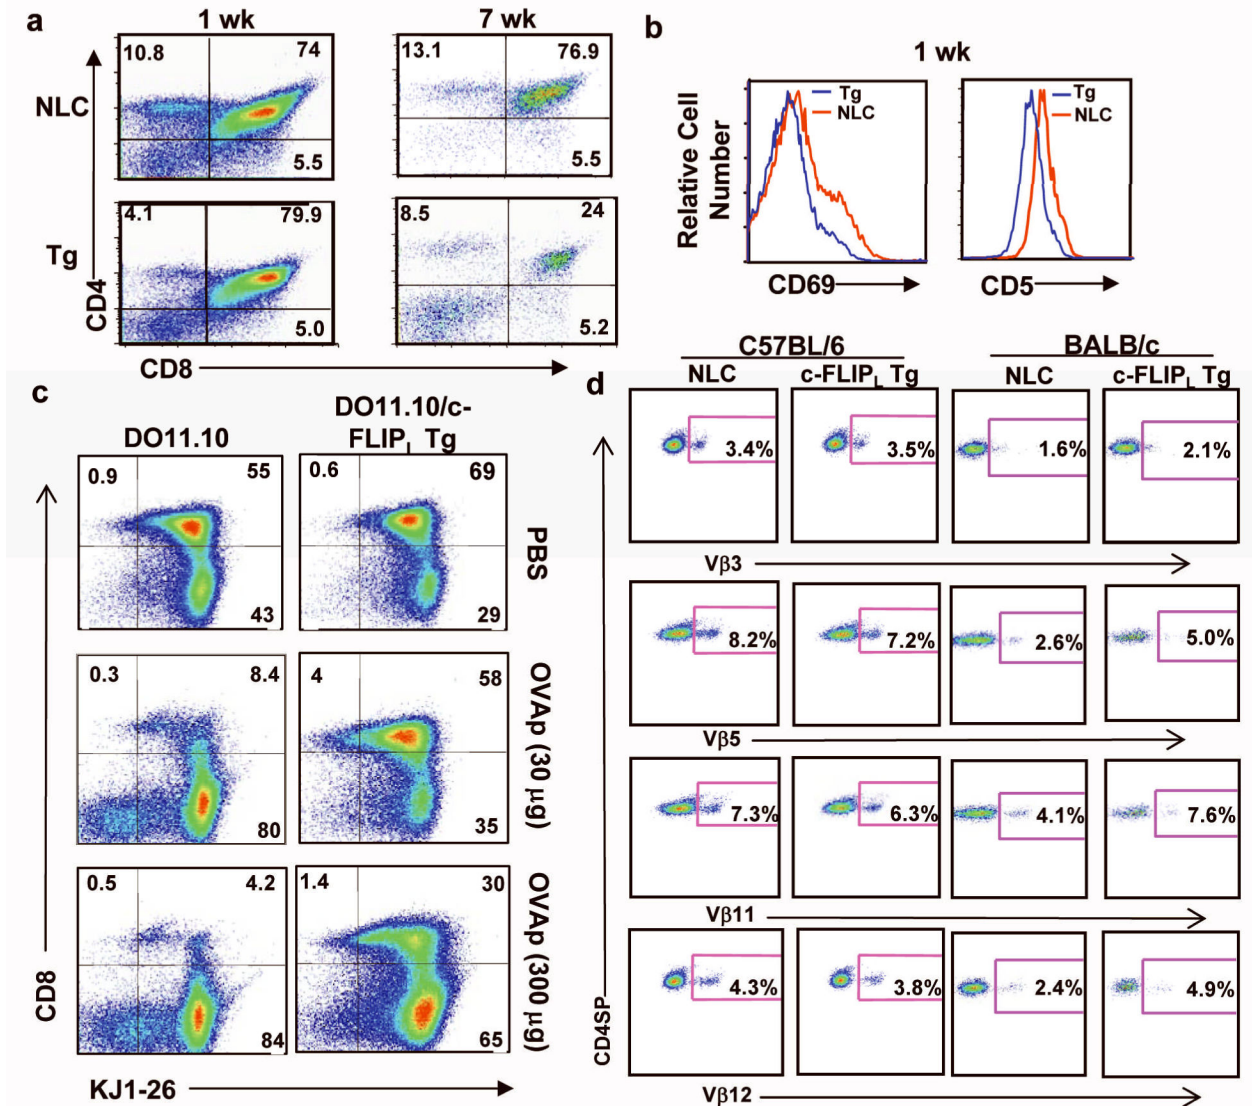 a
1 wk
7 wk
NLC
10.8
74
5.5
13.1
76.9
5.5
Tg
4.1
79.9
5.0
8.5
24
5.2
CD4
CD8
b
1 wk
Relative Cell
Number
Tg
NLC
CD69
Tg
NLC
CD5
c
DO11.10
DO11.10/c-
FLIPL Tg
0.9
55
43
0.6
69
29
PBS
0.3
8.4
80
4
58
35
OVAp (30 µg)
0.5
4.2
84
1.4
30
65
OVAp (300 µg)
CD8
KJ1-26
d
C57BL/6
BALB/c
NLC
c-FLIPL Tg
NLC
c-FLIPL Tg
3.4%
3.5%
1.6%
2.1%
Vβ3
8.2%
7.2%
2.6%
5.0%
Vβ5
7.3%
6.3%
4.1%
7.6%
Vβ11
4.3%
3.8%
2.4%
4.9%
Vβ12
CD4SP